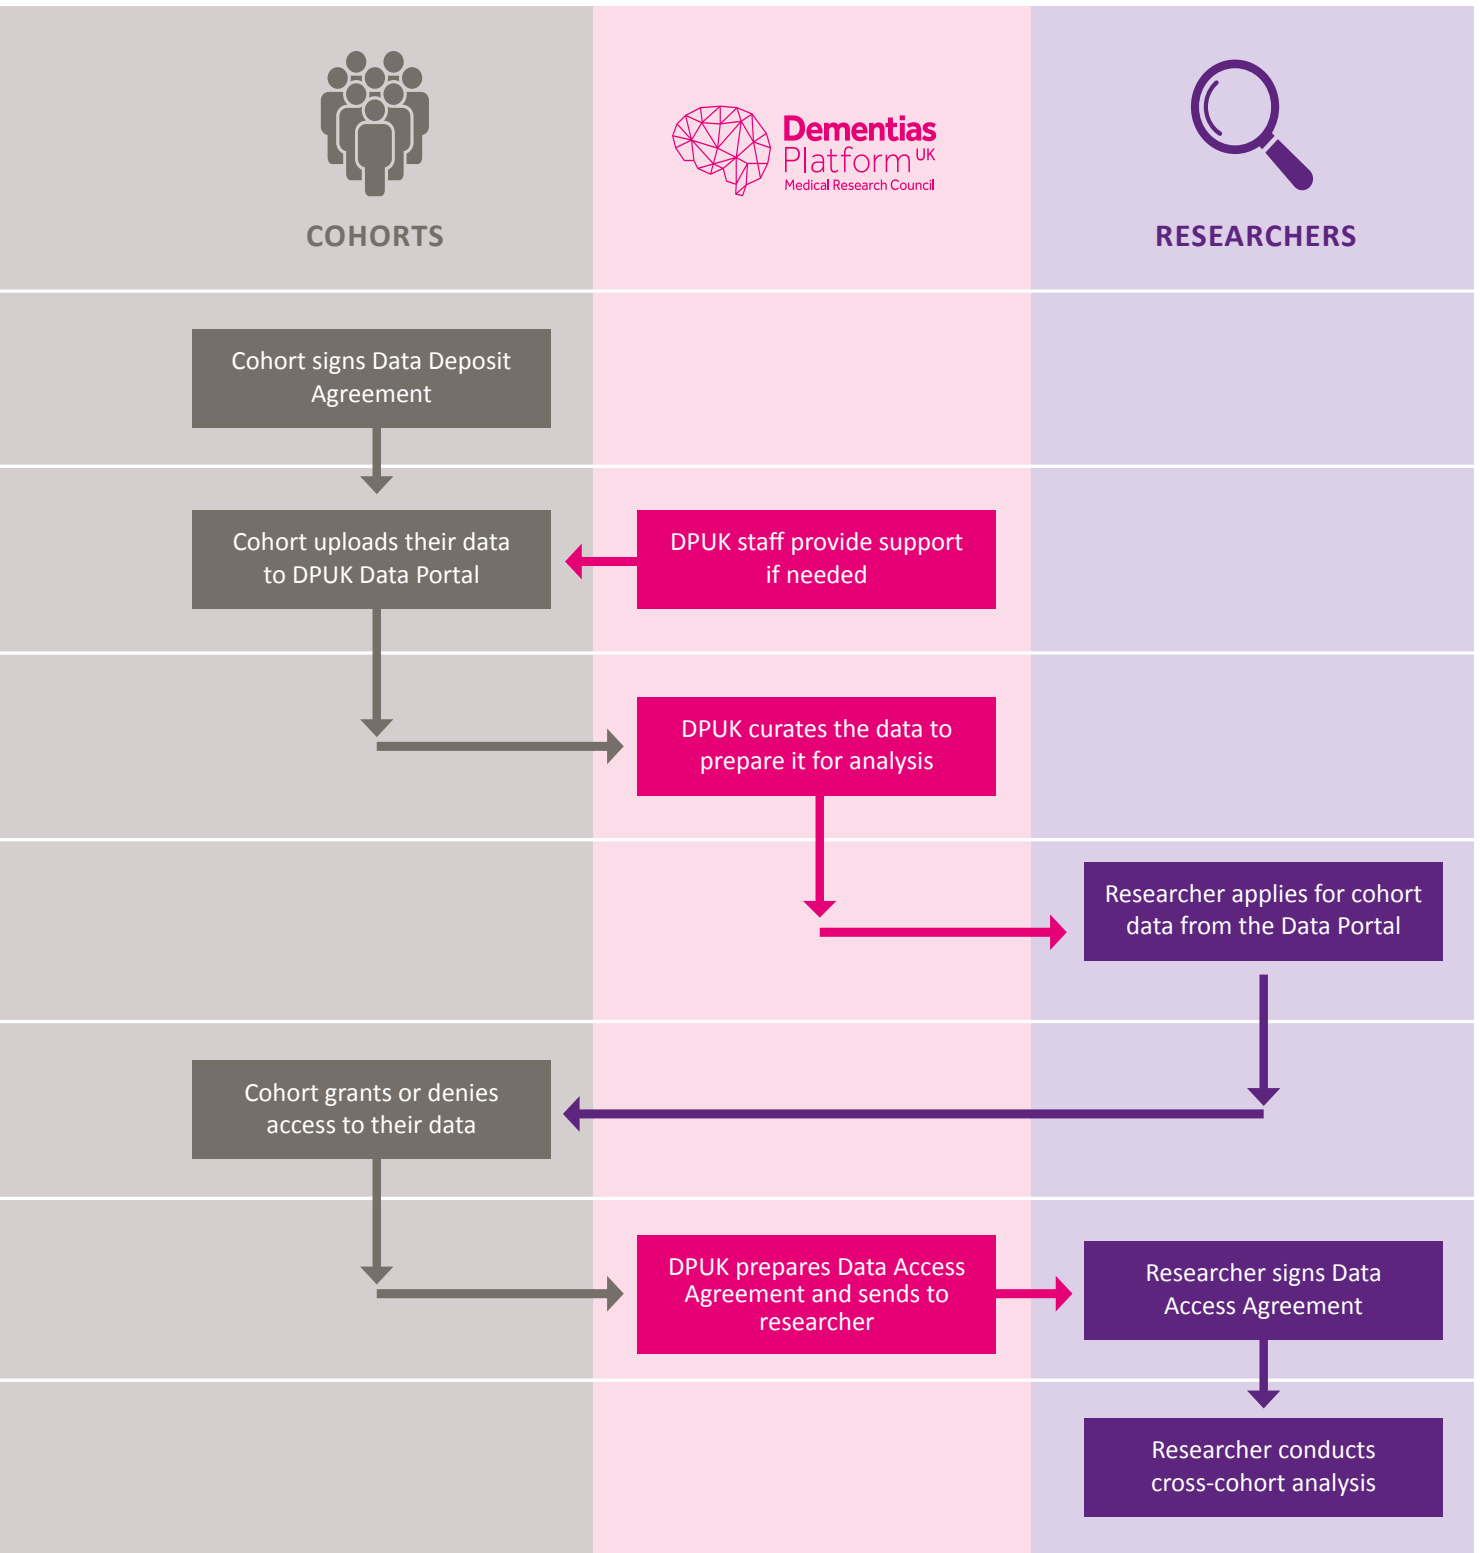 COHORTS
Dementias
Platform UK
Medical Research Council
RESEARCHERS
Cohort signs Data Deposit
Agreement
Cohort uploads their data
to DPUK Data Portal
DPUK staff provide support
if needed
DPUK curates the data to
prepare it for analysis
Researcher applies for cohort
data from the Data Portal
Cohort grants or denies
access to their data
DPUK prepares Data Access
Agreement and sends to
researcher
Researcher signs Data
Access Agreement
Researcher conducts
cross-cohort analysis